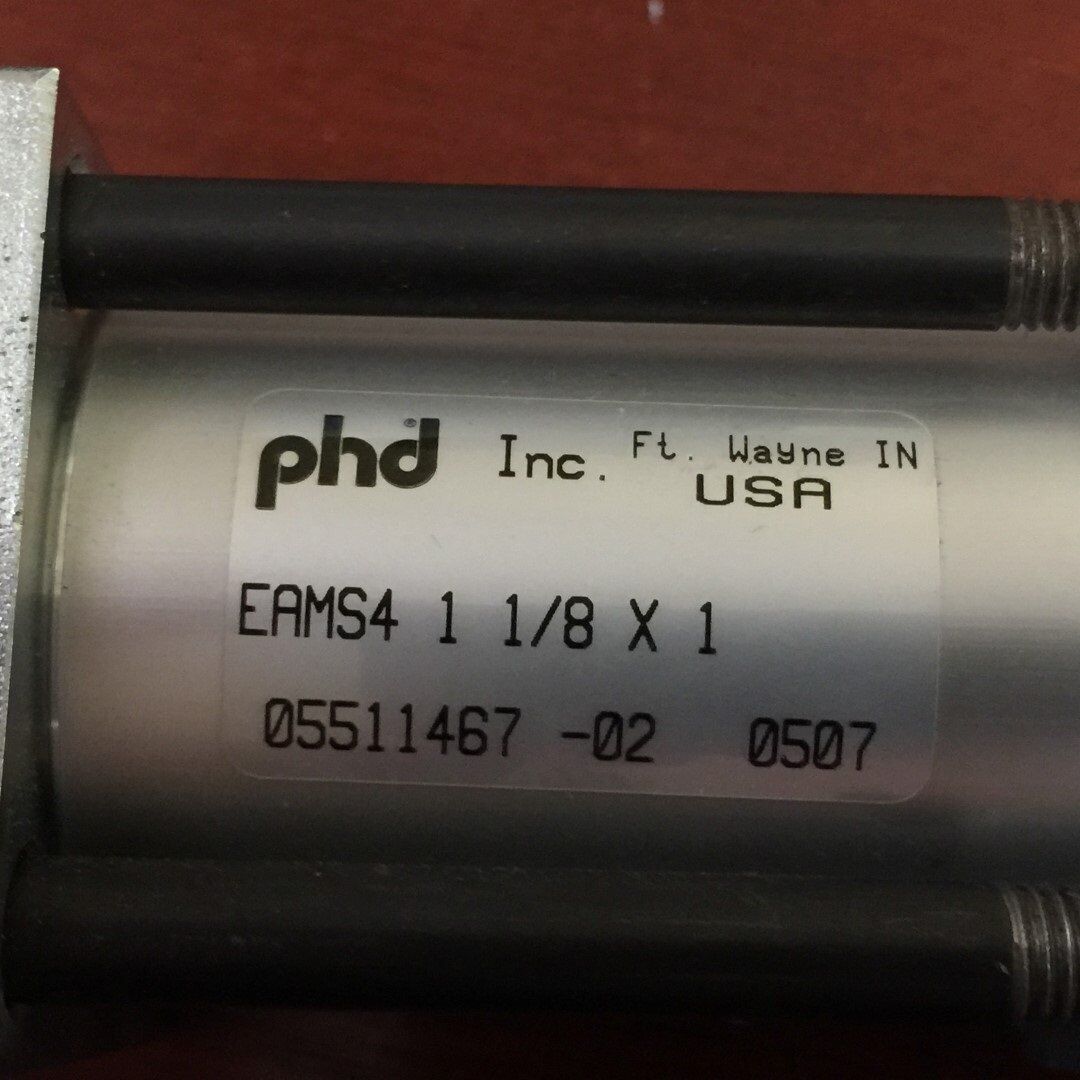 phd® Inc. Ft. Wayne IN
USA
EAMS4 1 1/8 X 1
05511467 -02 0507